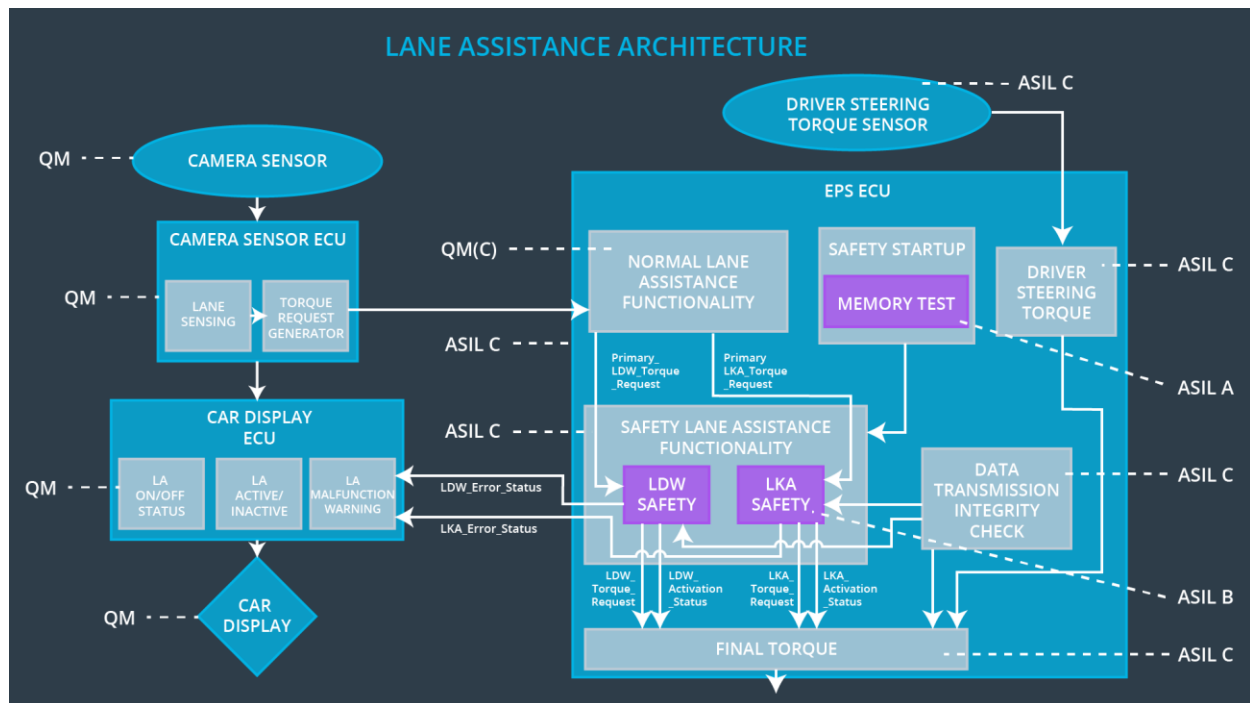 LANE ASSISTANCE ARCHITECTURE
ASIL C
DRIVER STEERING
TORQUE SENSOR
QM
CAMERA SENSOR
EPS ECU
CAMERA SENSOR ECU
QM
LANE
SENSING
TORQUE
REQUEST
GENERATOR
QM(C)
NORMAL LANE
ASSISTANCE
FUNCTIONALITY
SAFETY STARTUP
MEMORY TEST
DRIVER
STEERING
TORQUE
ASIL C
ASIL C
Primary_
LDW_Torque
_Request
Primary
LKA_Torque
_Request
ASIL A
CAR DISPLAY
ECU
ASIL C
SAFETY LANE ASSISTANCE
FUNCTIONALITY
QM
LA
ON/OFF
STATUS
LA
ACTIVE/
INACTIVE
LA
MALFUNCTION
WARNING
LDW_Error_Status
LKA_Error_Status
LDW
SAFETY
LKA
SAFETY
DATA
TRANSMISSION
INTEGRITY
CHECK
ASIL C
LDW_
Torque_
Request
LDW_
Activation
_Status
LKA_
Torque_
Request
LKA_
Activation
_Status
ASIL B
QM
CAR
DISPLAY
FINAL TORQUE
ASIL C